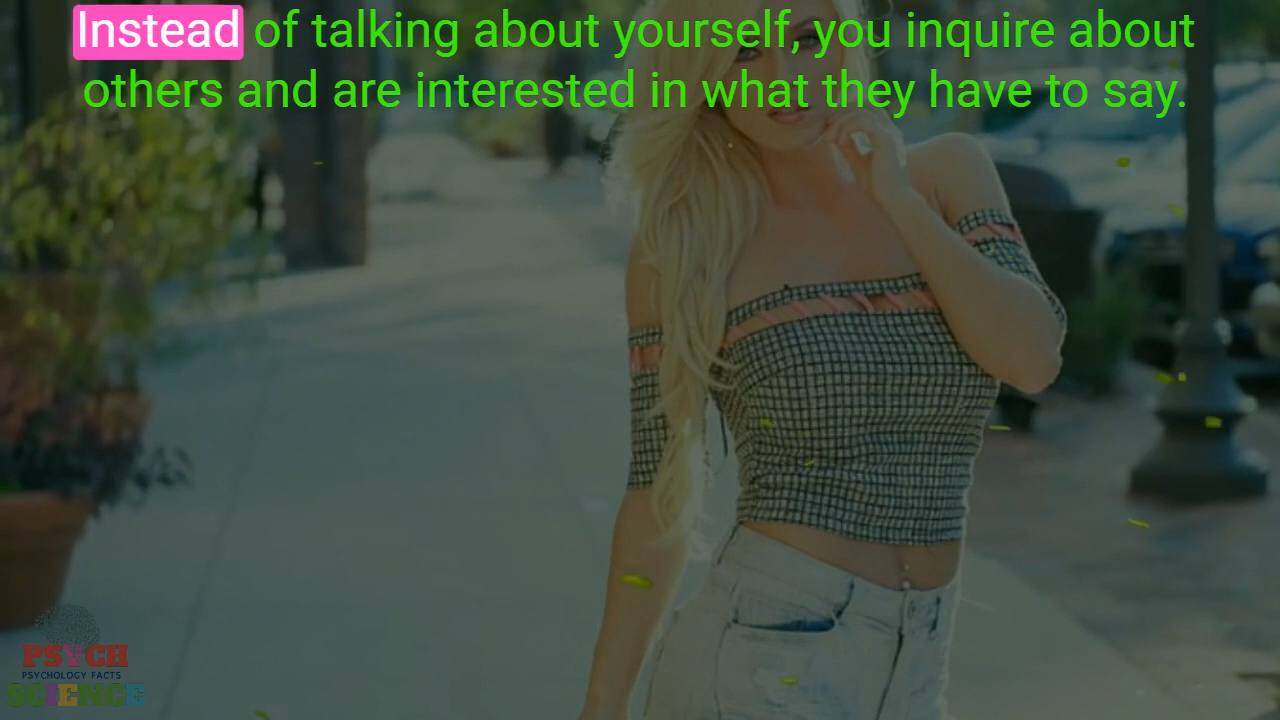 Instead of talking about yourself, you inquire about
others and are interested in what they have to say.
PSYCH
PSYCHOLOGY FACTS
SCIENCE